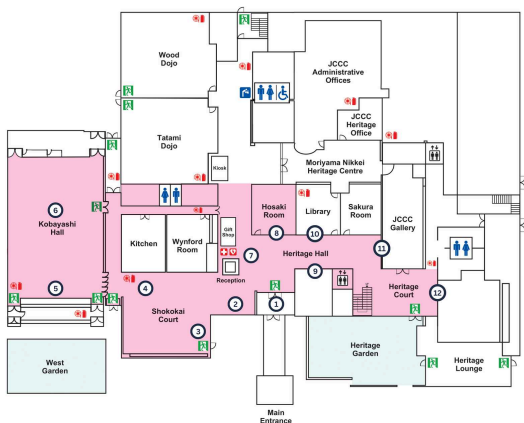 Wood
Dojo
JCCC
Administrative
Offices
JCCC
Heritage
Office
Tatami
Dojo
Kiosk
Moriyama Nikkei
Heritage Centre
Kobayashi
Hall
6
5
Kitchen
Wynford
Room
Gift
Shop
Hosaki
Room
8
Library
10
Sakura
Room
JCCC
Gallery
11
7
Reception
Heritage Hall
9
4
Shokokai
Court
3
2
1
Heritage
Court
12
West
Garden
Main
Entrance
Heritage
Garden
Heritage
Lounge